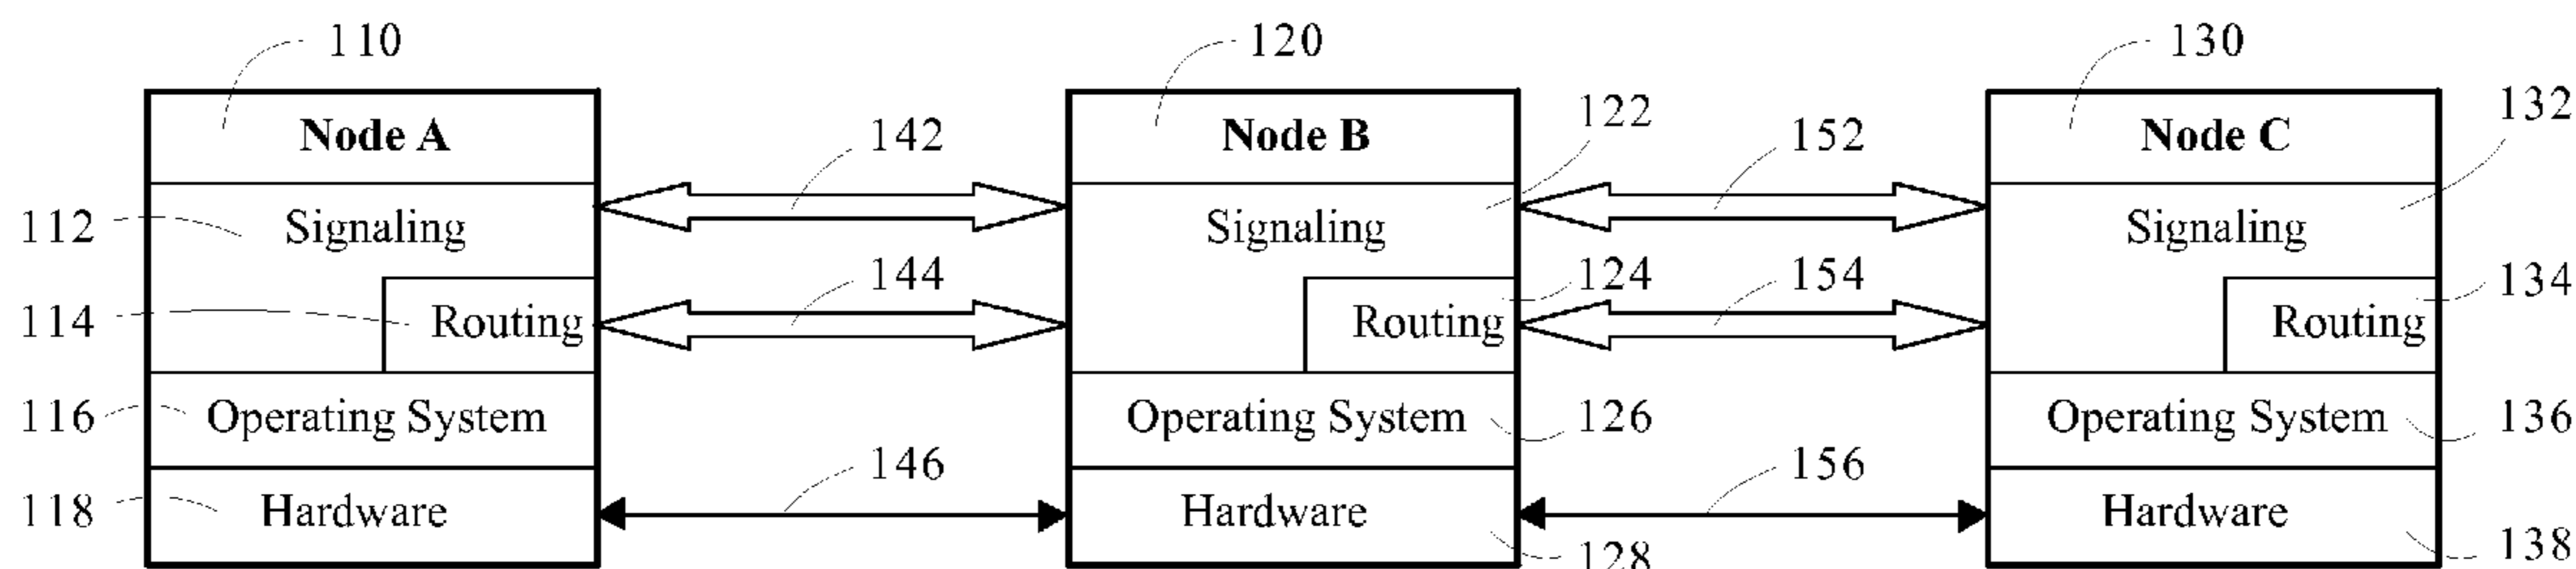 110 120 130
Node A 142 Node B 122 152 Node C 132
112 Signaling Signaling Signaling
144 124 154 134
114 Routing Routing Routing
116 Operating System Operating System 126 Operating System 136
146 156
118 Hardware Hardware 128 Hardware 138